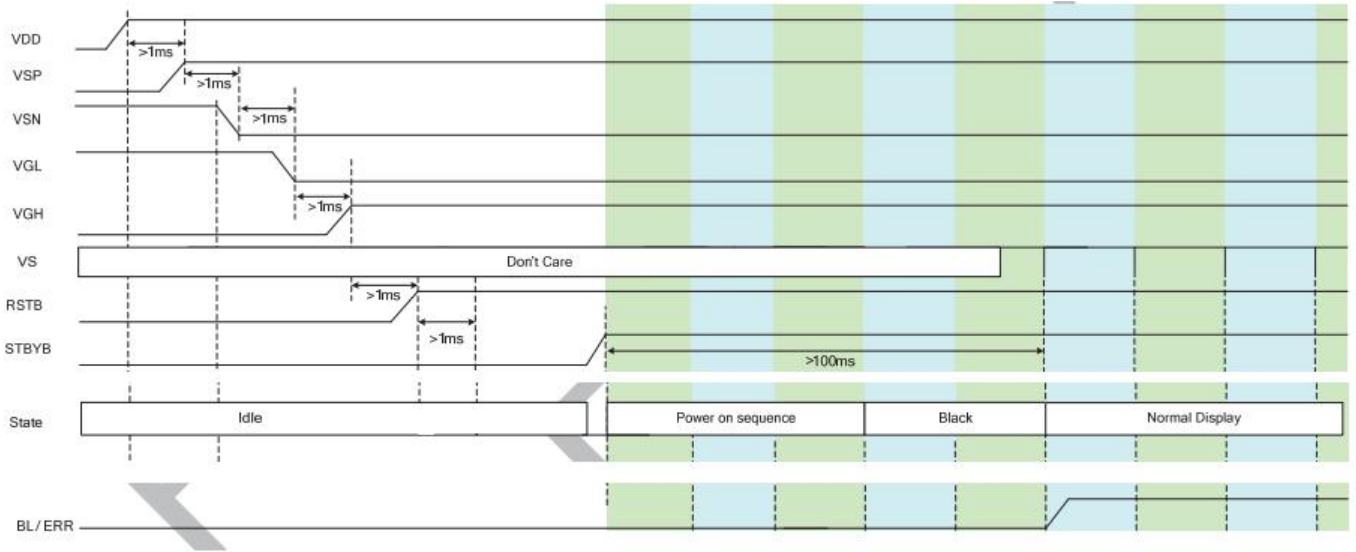 VDD
>1ms
VSP
>1ms
VSN
>1ms
VGL
>1ms
VGH
VS
Don't Care
>1ms
RSTB
>1ms
STBYB
>100ms
State
Idle
Power on sequence
Black
Normal Display
BL/ERR